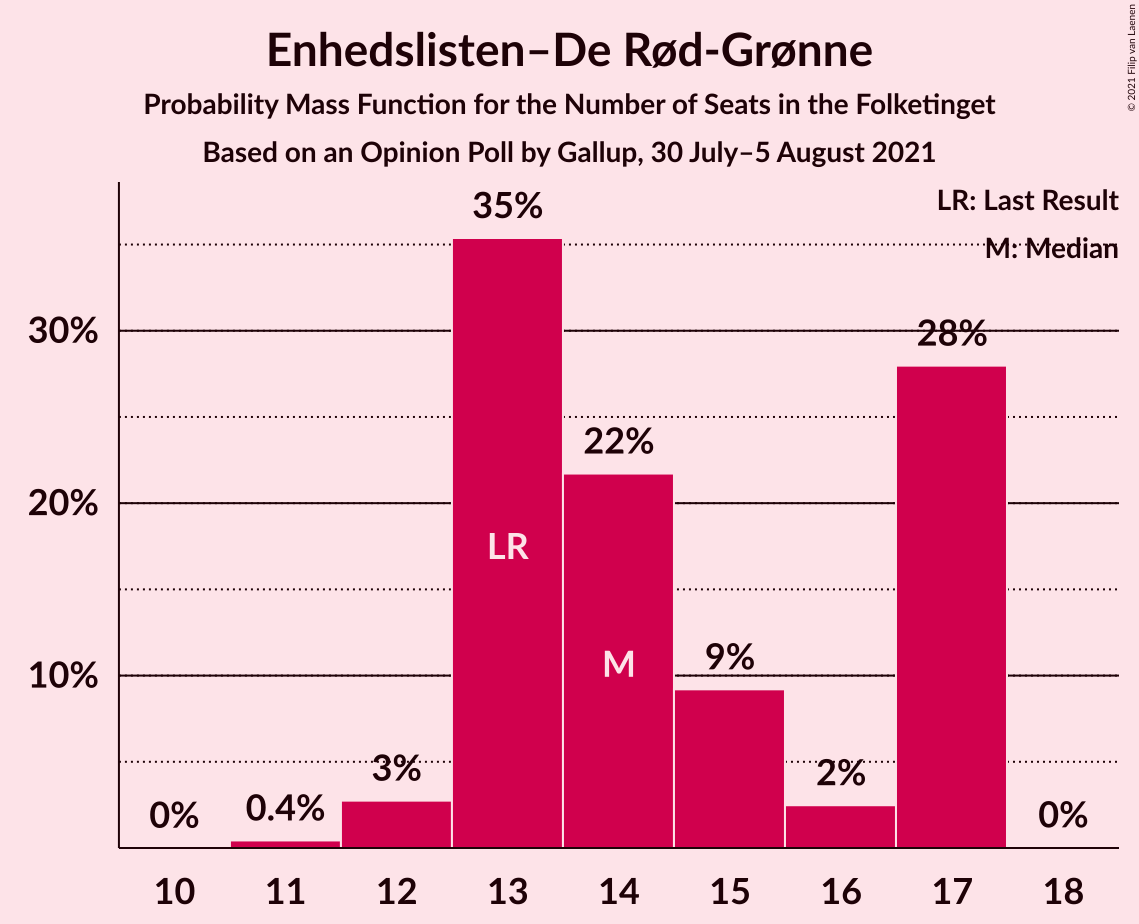 Enhedslisten–De Rød-Grønne
Probability Mass Function for the Number of Seats in the Folketinget
Based on an Opinion Poll by Gallup, 30 July–5 August 2021
© 2021 Filip van Laenen
LR: Last Result
M: Median
35%
30%
28%
22%
20%
LR
M
9%
10%
3%
2%
0%
0.4%
0%
10 11 12 13 14 15 16 17 18